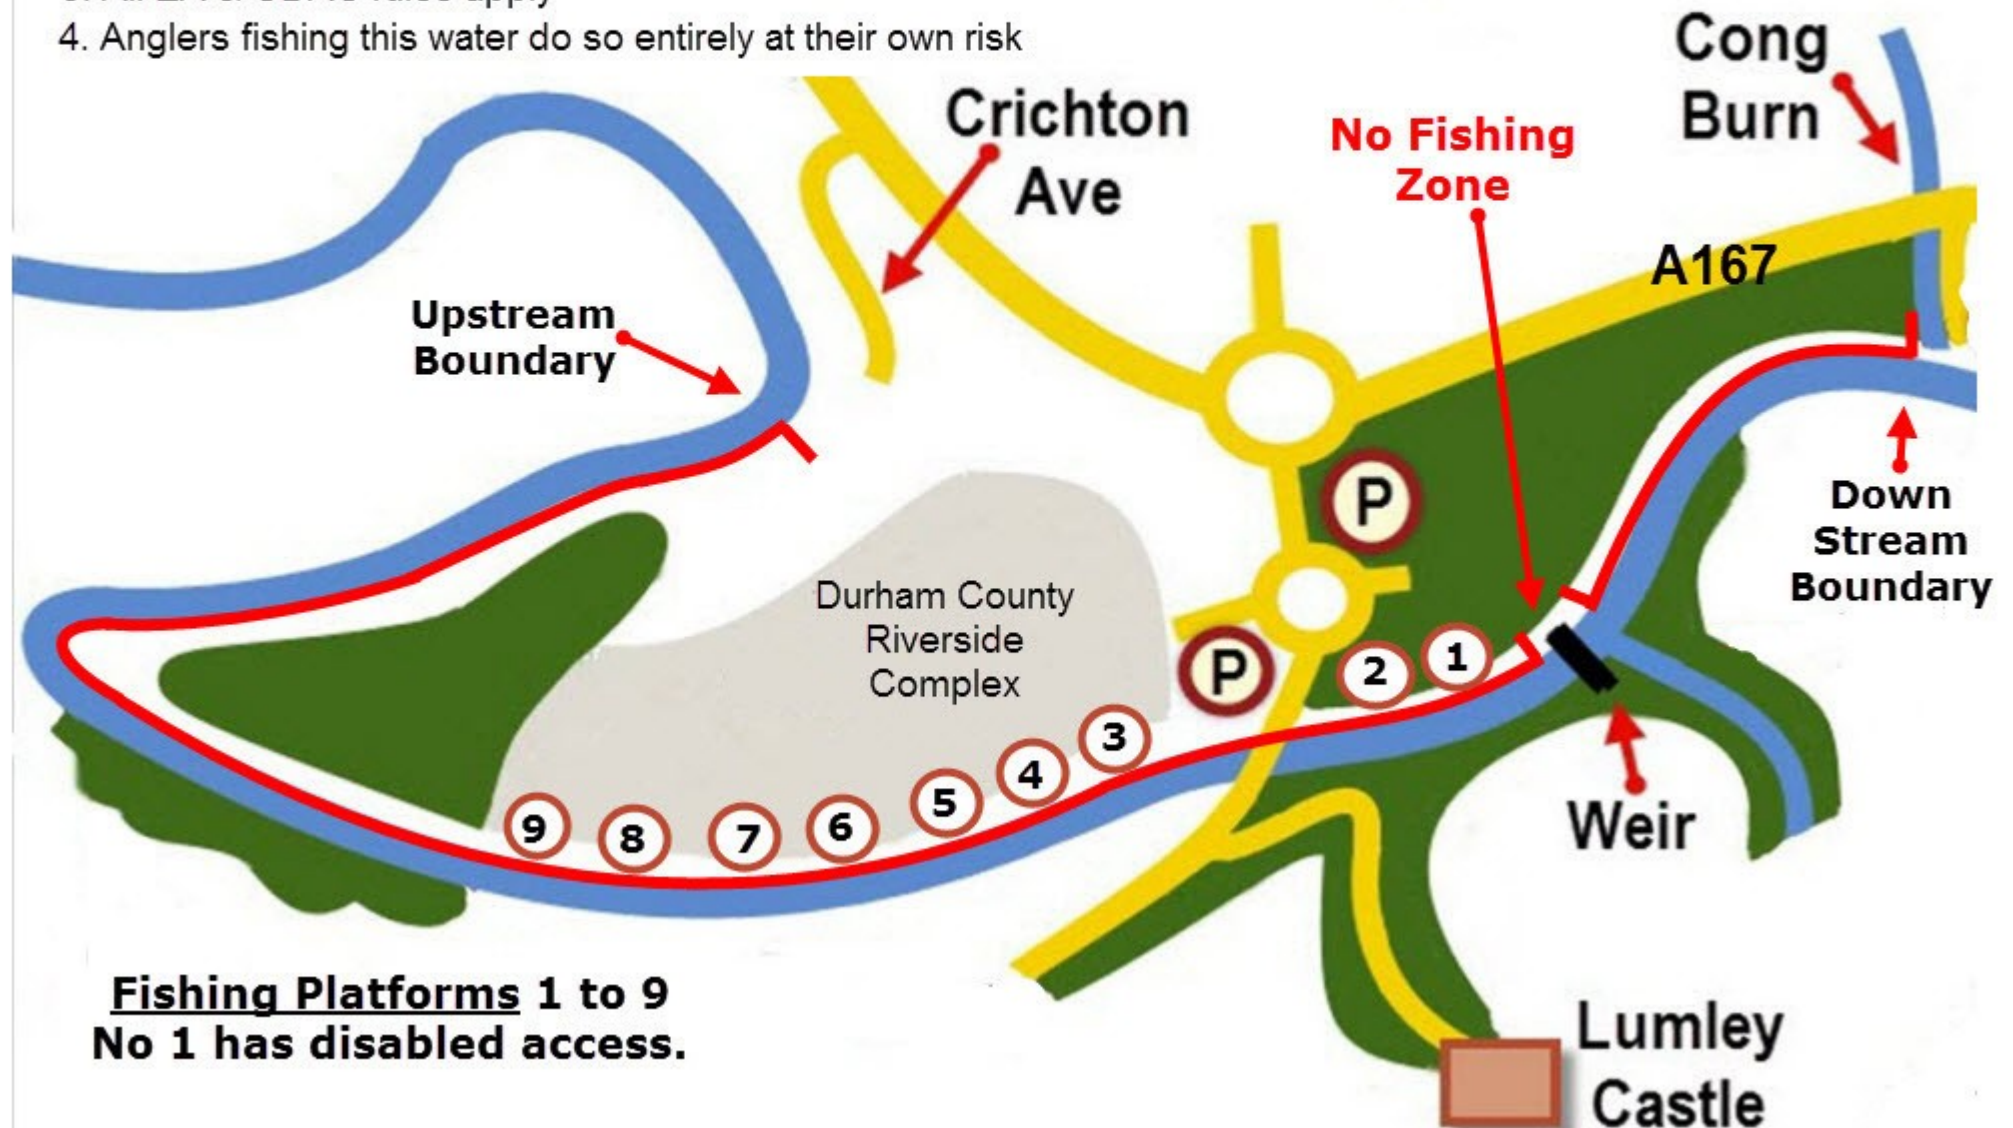 4. Anglers fishing this water do so entirely at their own risk
Cong
Burn
Crichton
Ave
No Fishing
Zone
A167
Upstream
Boundary
P
Down
Stream
Boundary
Durham County
Riverside
Complex
P
2
1
3
4
5
6
7
8
9
Weir
Fishing Platforms 1 to 9
No 1 has disabled access.
Lumley
Castle